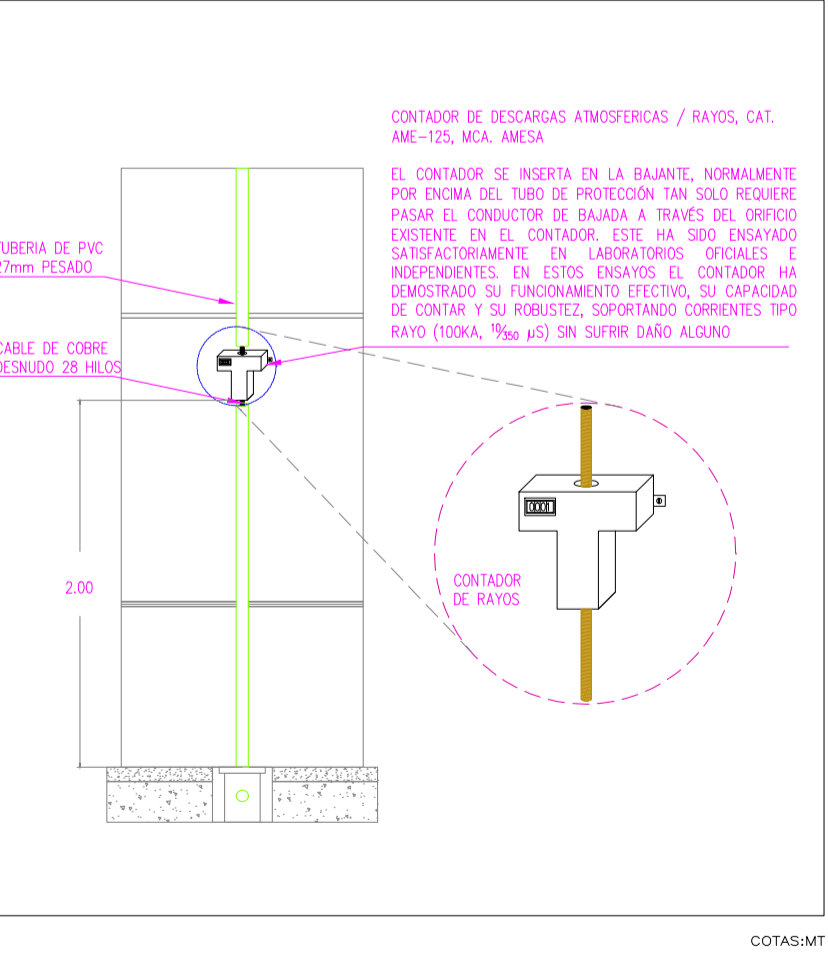 CONTADOR DE DESCARGAS ATMOSFERICAS / RAYOS, CAT.
AME-125, MCA. AMESA
EL CONTADOR SE INSERTA EN LA BAJANTE, NORMALMENTE
POR ENCIMA DEL TUBO DE PROTECCIÓN TAN SOLO REQUIERE
PASAR EL CONDUCTOR DE BAJADA A TRAVÉS DEL ORIFICIO
EXISTENTE EN EL CONTADOR. ESTE HA SIDO ENSAYADO
SATISFACTORIAMENTE EN LABORATORIOS OFICIALES E
INDEPENDIENTES. EN ESTOS ENSAYOS EL CONTADOR HA
DEMOSTRADO SU FUNCIONAMIENTO EFECTIVO, SU CAPACIDAD
DE CONTAR Y SU ROBUSTEZ, SOPORTANDO CORRIENTES TIPO
RAYO (100KA, 10/350 µS) SIN SUFRIR DAÑO ALGUNO
TUBERIA DE PVC
27mm PESADO
CABLE DE COBRE
DESNUDO 28 HILOS
2.00
0001
CONTADOR
DE RAYOS
COTAS:MT